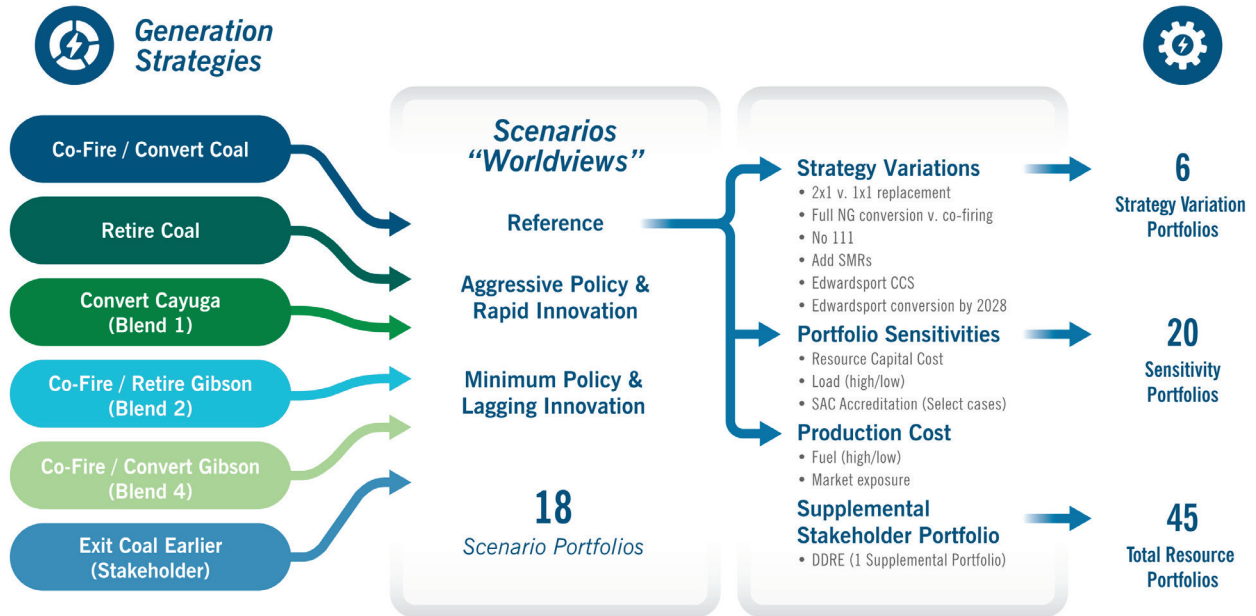 Generation
Strategies
Co-Fire / Convert Coal
Retire Coal
Convert Cayuga
(Blend 1)
Co-Fire / Retire Gibson
(Blend 2)
Co-Fire / Convert Gibson
(Blend 4)
Exit Coal Earlier
(Stakeholder)
Scenarios
“Worldviews”
Reference
Aggressive Policy &
Rapid Innovation
Minimum Policy &
Lagging Innovation
18
Scenario Portfolios
Strategy Variations
• 2x1 v. 1x1 replacement
• Full NG conversion v. co-firing
• No 111
• Add SMRs
• Edwardsport CCS
• Edwardsport conversion by 2028
Portfolio Sensitivities
• Resource Capital Cost
• Load (high/low)
• SAC Accreditation (Select cases)
Production Cost
• Fuel (high/low)
• Market exposure
Supplemental
Stakeholder Portfolio
• DDRE (1 Supplemental Portfolio)
6
Strategy Variation
Portfolios
20
Sensitivity
Portfolios
45
Total Resource
Portfolios